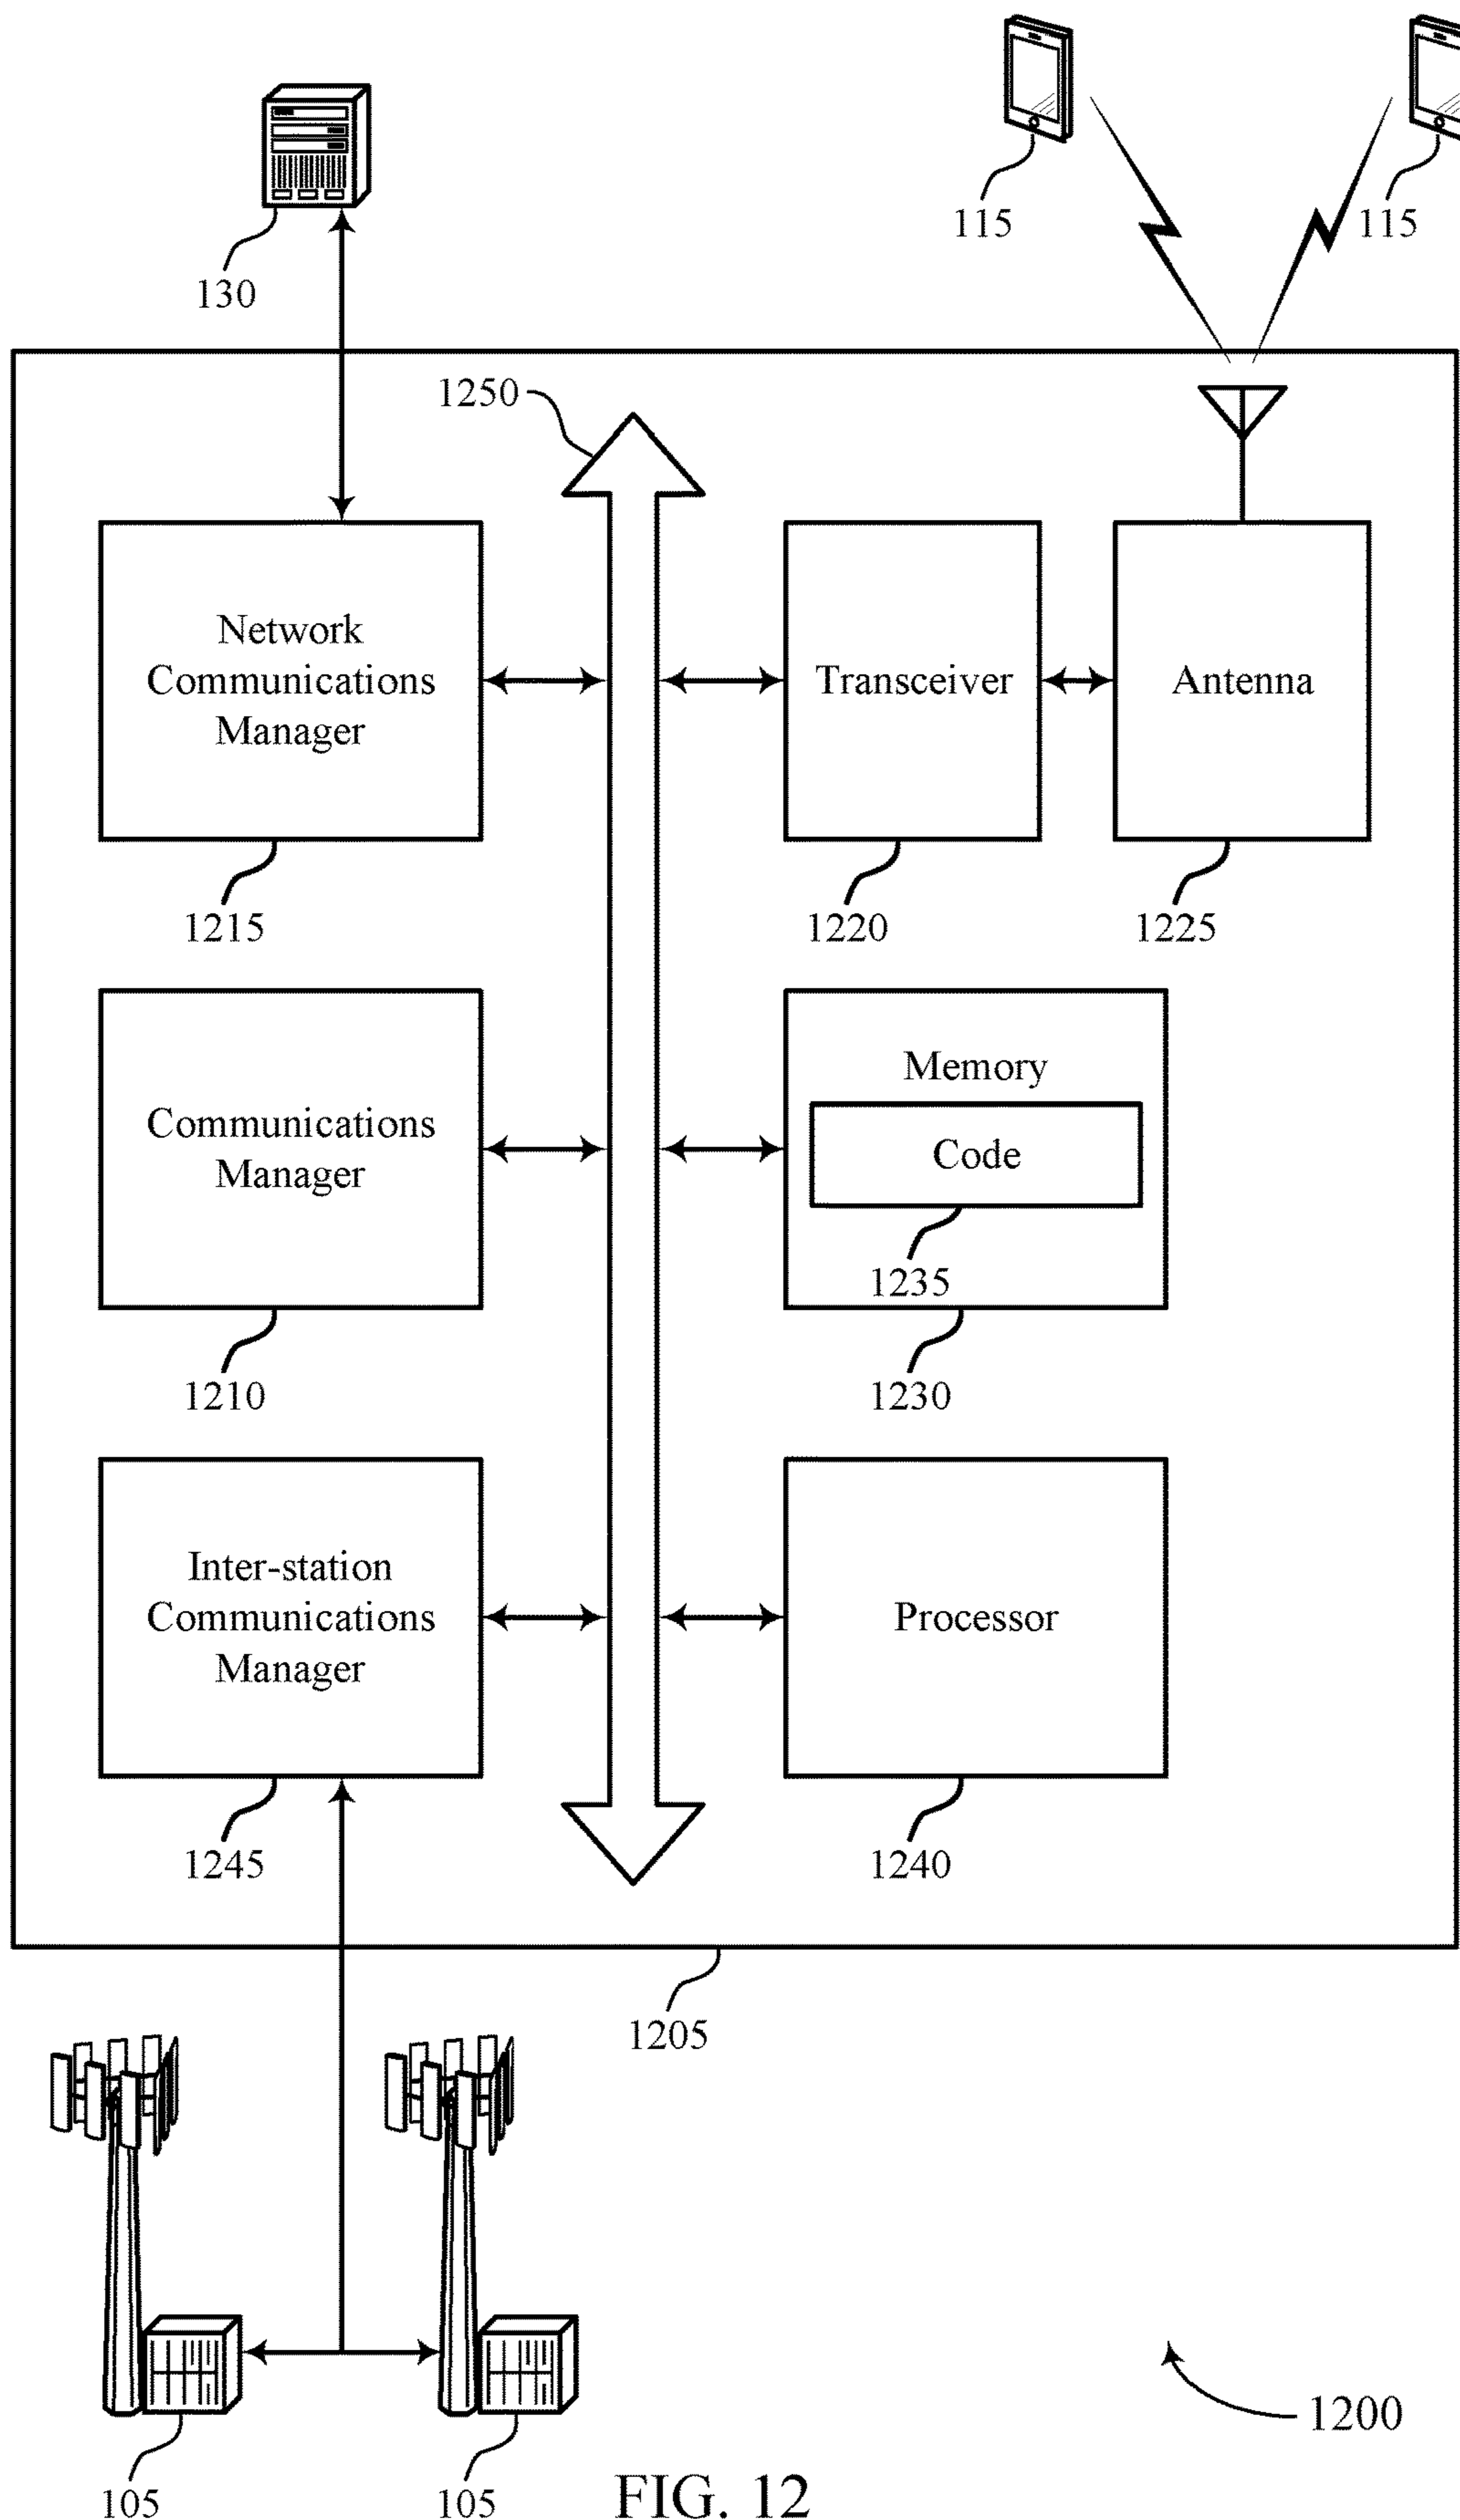 115
115
130
1250
Network
Communications
Manager
Transceiver
Antenna
1215
1220
1225
Communications
Manager
Memory
Code
1235
1210
1230
Inter-station
Communications
Manager
Processor
1245
1240
1205
1200
105
105
FIG. 12